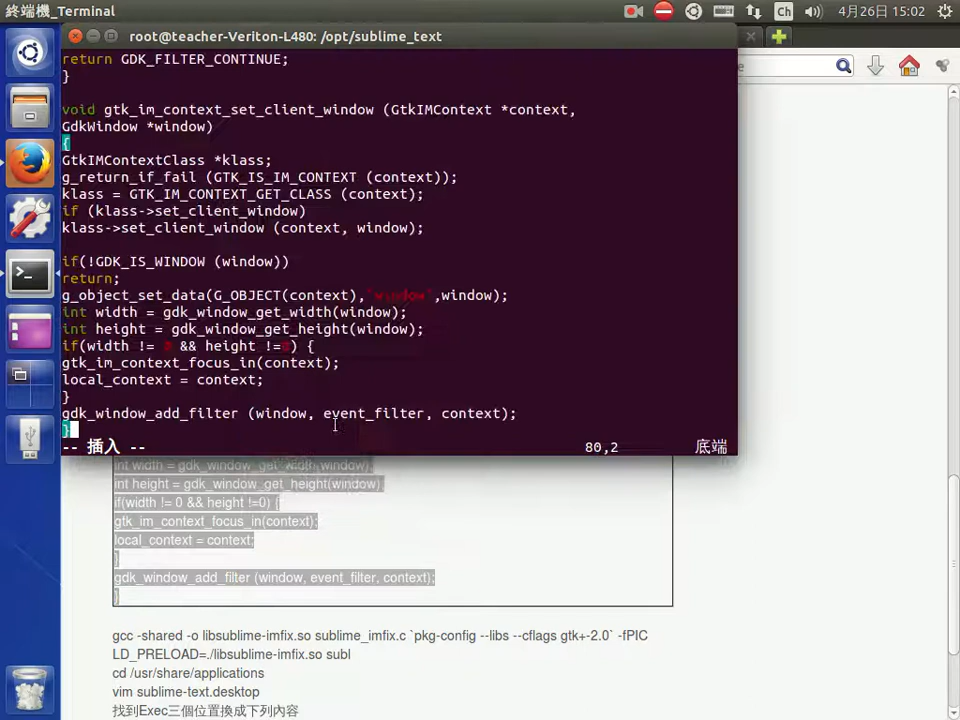 終端機_Terminal
Ch
4月26日 15:02
root@teacher-Veriton-L480: /opt/sublime_text
return GDK_FILTER_CONTINUE;
}
void gtk_im_context_set_client_window (GtkIMContext *context,
GdkWindow *window)
{
GtkIMContextClass *klass;
g_return_if_fail (GTK_IS_IM_CONTEXT (context));
klass = GTK_IM_CONTEXT_GET_CLASS (context);
if (klass->set_client_window)
klass->set_client_window (context, window);
if(!GDK_IS_WINDOW (window))
return;
g_object_set_data(G_OBJECT(context),"window",window);
int width = gdk_window_get_width(window);
int height = gdk_window_get_height(window);
if(width != 0 && height !=0) {
gtk_im_context_focus_in(context);
local_context = context;
}
gdk_window_add_filter (window, event_filter, context);
}
-- 插入 --
80,2
底端
int width = gdk_window_get_width(window);
int height = gdk_window_get_height(window);
if(width != 0 && height !=0) {
gtk_im_context_focus_in(context);
local_context = context;
}
gdk_window_add_filter (window, event_filter, context);
}
gcc -shared -o libsublime-imfix.so sublime_imfix.c `pkg-config --libs --cflags gtk+-2.0` -fPIC
LD_PRELOAD=./libsublime-imfix.so subl
cd /usr/share/applications
vim sublime-text.desktop
找到Exec三個位置換成下列內容